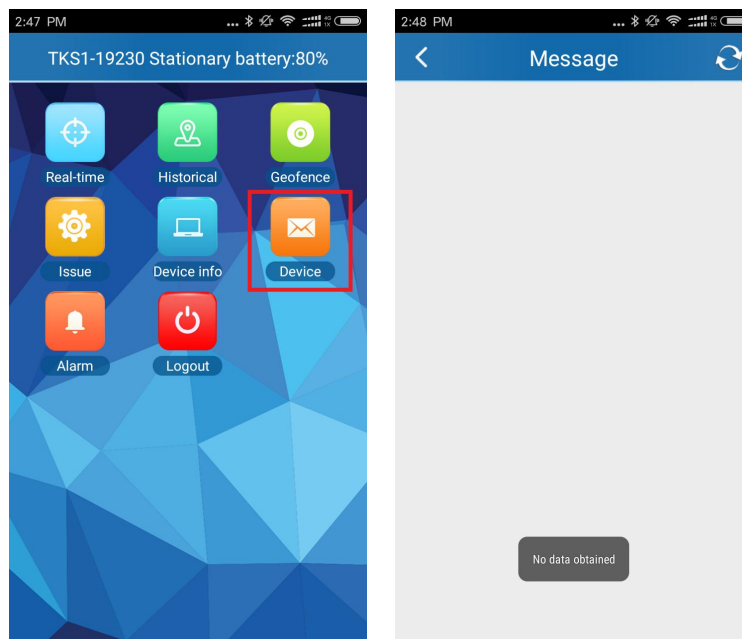 2:47 PM
TKS1-19230 Stationary battery:80%
Real-time
Historical
Geofence
Issue
Device info
Device
Alarm
Logout
2:48 PM
Message
No data obtained